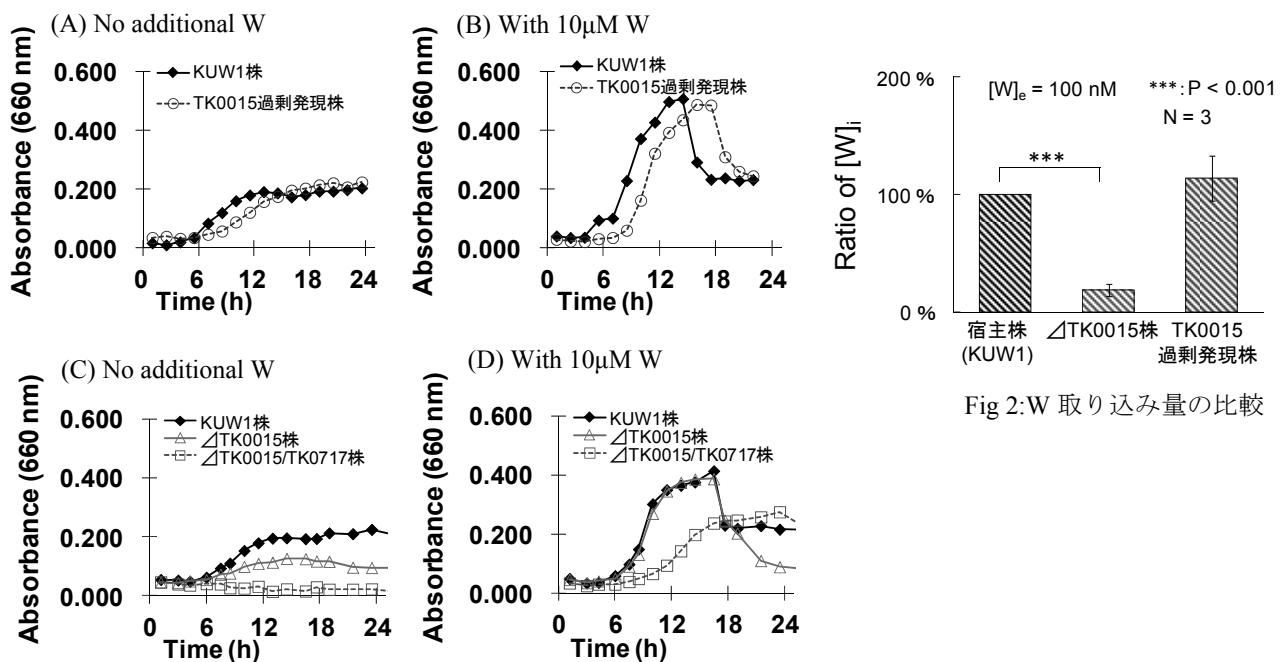 (A) No additional W
Absorbance (660 nm)
0.600
0.400
0.200
0.000
KUW1株
TK0015過剰発現株
0
6
12
18
24
Time (h)
(B) With 10μM W
Absorbance (660 nm)
0.600
0.400
0.200
0.000
KUW1株
TK0015過剰発現株
0
6
12
18
24
Time (h)
Ratio of [W]i
200 %
100 %
0 %
[W]e = 100 nM
***: P < 0.001
N = 3
***
宿主株
(KUW1)
⊿TK0015株
TK0015
過剰発現株
Fig 2:W 取り込み量の比較
(C) No additional W
Absorbance (660 nm)
0.600
0.400
0.200
0.000
KUW1株
⊿TK0015株
⊿TK0015/TK0717株
0
6
12
18
24
Time (h)
(D) With 10μM W
Absorbance (660 nm)
0.600
0.400
0.200
0.000
KUW1株
⊿TK0015株
⊿TK0015/TK0717株
0
6
12
18
24
Time (h)